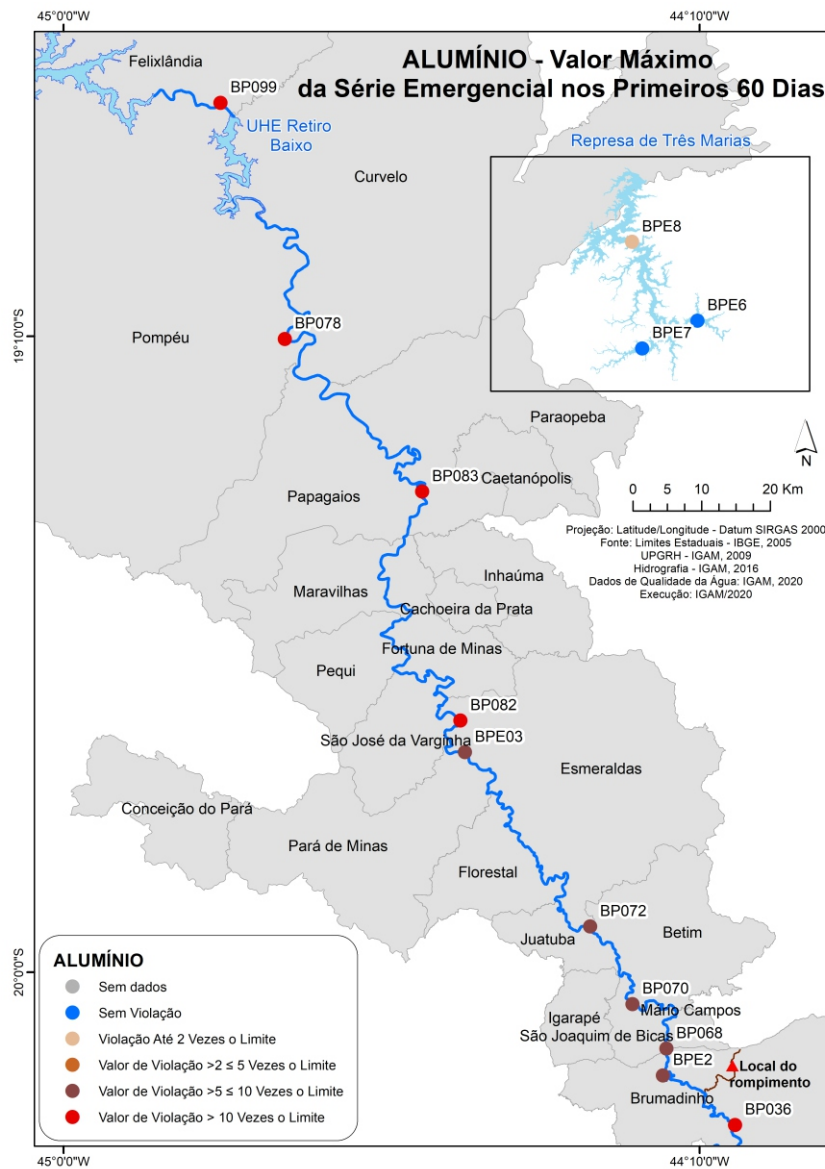 45°0'0"W
44°10'0"W
ALUMÍNIO - Valor Máximo
da Série Emergencial nos Primeiros 60 Dias
Felixlândia
BP099
UHE Retiro
Baixo
Curvelo
Represa de Três Marias
BPE8
BPE6
BPE7
19°10'0"S
Pompéu
BP078
Paraopeba
BP083
Caetanópolis
Papagaios
N
0 5 10 20 Km
Projeção: Latitude/Longitude - Datum SIRGAS 2000
Fonte: Limites Estaduais - IBGE, 2005
UPGRH - IGAM, 2009
Hidrografia - IGAM, 2016
Dados de Qualidade da Água: IGAM, 2020
Execução: IGAM/2020
Inhaúma
Maravilhas
Cachoeira da Prata
Fortuna de Minas
Pequi
BP082
São José da Varginha
BPE03
Esmeraldas
Conceição do Pará
Pará de Minas
Florestal
BP072
Juatuba
Betim
20°0'0"S
BP070
Mário Campos
Igarapé
São Joaquim de Bicas
BP068
BPE2
Local do
rompimento
Brumadinho
BP036
ALUMÍNIO
Sem dados
Sem Violação
Violação Até 2 Vezes o Limite
Valor de Violação >2 ≤ 5 Vezes o Limite
Valor de Violação >5 ≤ 10 Vezes o Limite
Valor de Violação > 10 Vezes o Limite
45°0'0"W
44°10'0"W